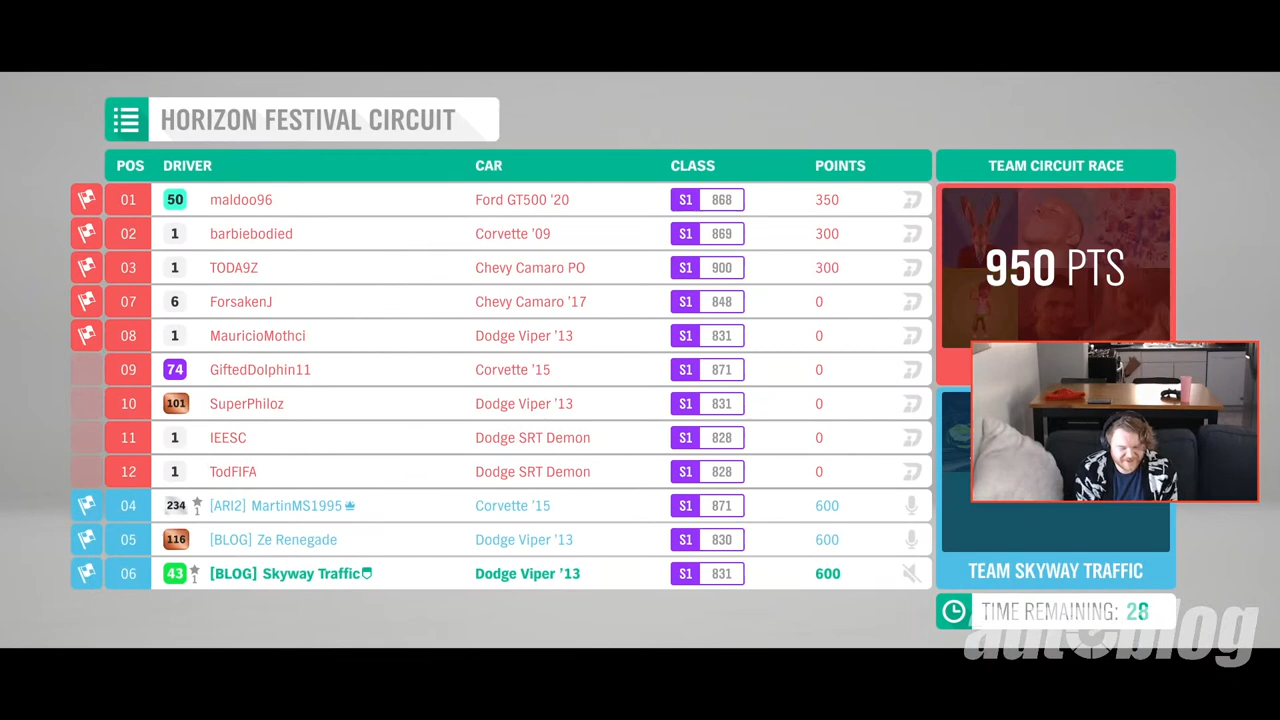 HORIZON FESTIVAL CIRCUIT
POS DRIVER CAR CLASS POINTS TEAM CIRCUIT RACE
01 50 maldoo96 Ford GT500 '20 S1 868 350
02 1 barbiebodied Corvette '09 S1 869 300
03 1 TODA9Z Chevy Camaro PO S1 900 300
07 6 ForsakenJ Chevy Camaro '17 S1 848 0
08 1 MauricioMothci Dodge Viper '13 S1 831 0
09 74 GiftedDolphin11 Corvette '15 S1 871 0
10 101 SuperPhiloz Dodge Viper '13 S1 831 0
11 1 IEESC Dodge SRT Demon S1 828 0
12 1 TodFIFA Dodge SRT Demon S1 828 0
04 234 1 [ARI2] MartinMS1995 Corvette '15 S1 871 600
05 116 [BLOG] Ze Renegade Dodge Viper '13 S1 830 600
06 43 1 [BLOG] Skyway Traffic Dodge Viper '13 S1 831 600
950 PTS
TEAM SKYWAY TRAFFIC
TIME REMAINING: 28
autoblog